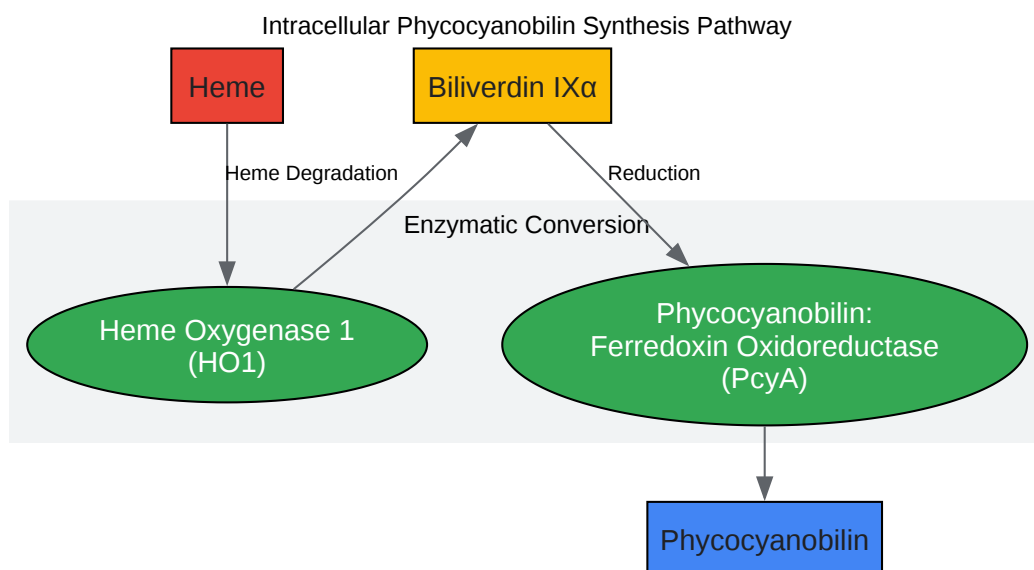 Intracellular Phycocyanobilin Synthesis Pathway
Heme
Biliverdin IXα
Heme Degradation
Reduction
Enzymatic Conversion
Heme Oxygenase 1
(HO1)
Phycocyanobilin:
Ferredoxin Oxidoreductase
(PcyA)
Phycocyanobilin